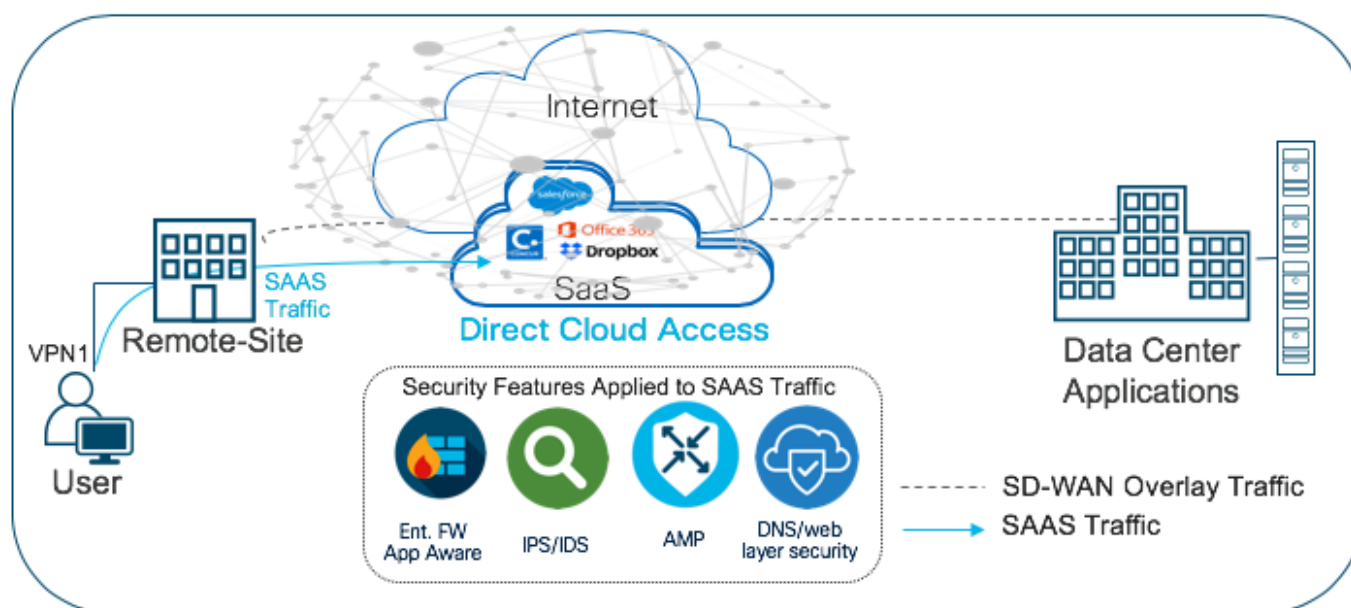 Internet
salesforce
C.
CONCUR
Office 365
Dropbox
SaaS
SAAS
Traffic
Direct Cloud Access
Remote-Site
VPN1
User
Data Center
Applications
Security Features Applied to SAAS Traffic
Ent. FW
App Aware
IPS/IDS
AMP
DNS/web
layer security
SD-WAN Overlay Traffic
SAAS Traffic